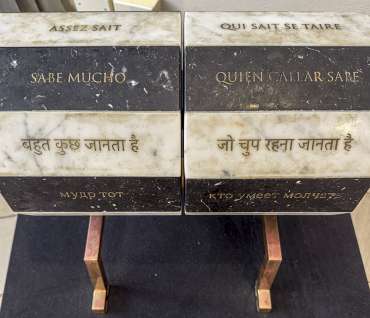 ASSEZ SAIT QUI SAIT SE TAIRE
SABE MUCHO QUIEN CALLAR SABE
बहुत कुछ जानता हैं जो चुप रहना जानता हैं
мудр тот кто умеет молчать